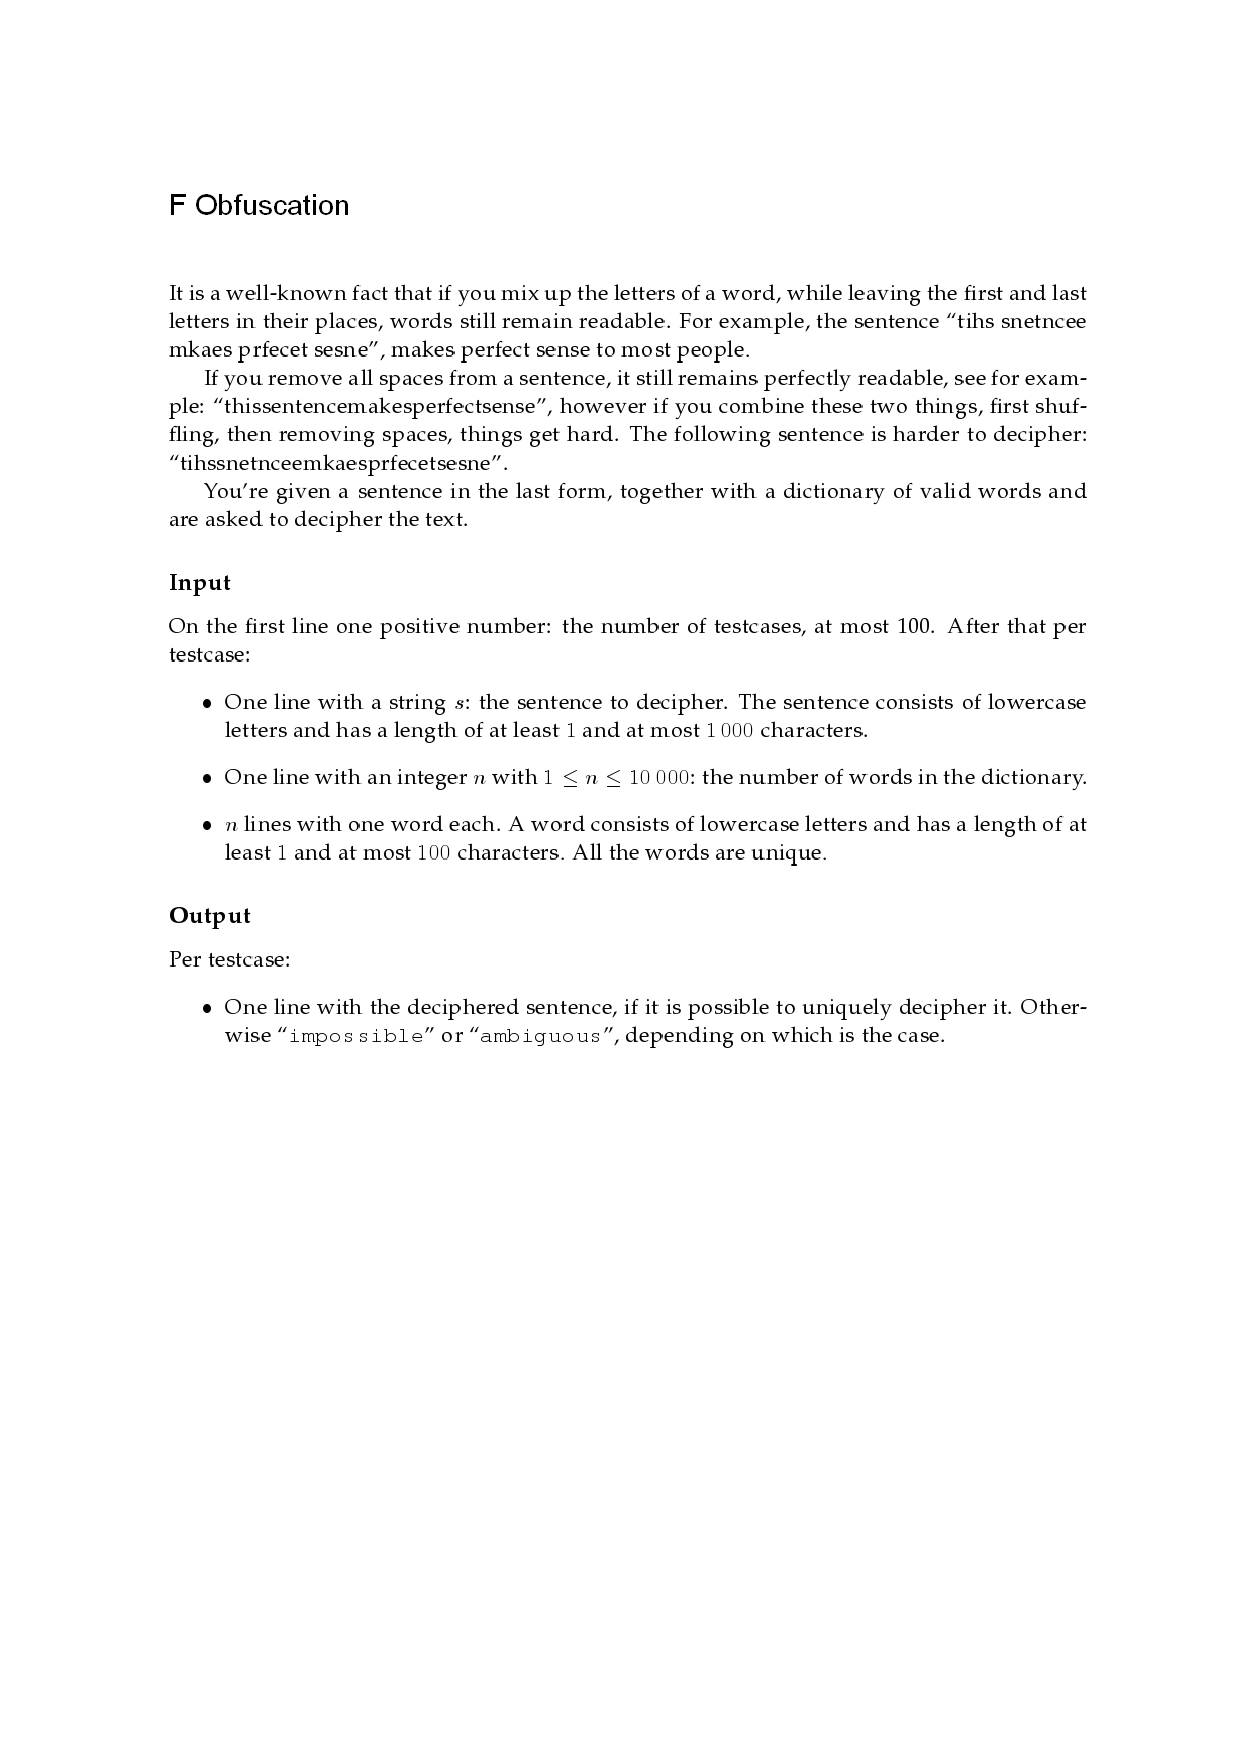 F Obfuscation
It is a well-known fact that if you mix up the letters of a word, while leaving the first and last
letters in their places, words still remain readable. For example, the sentence “tihs snetncee
mkaes prfecet sesne”, makes perfect sense to most people.
If you remove all spaces from a sentence, it still remains perfectly readable, see for exam-
ple: “thissentencemakesperfectsense”, however if you combine these two things, first shuf-
fling, then removing spaces, things get hard. The following sentence is harder to decipher:
“tihssnetnceemkaesprfecetsesne”.
You’re given a sentence in the last form, together with a dictionary of valid words and
are asked to decipher the text.
Input
On the first line one positive number: the number of testcases, at most 100. After that per
testcase:
• One line with a string s: the sentence to decipher. The sentence consists of lowercase
letters and has a length of at least 1 and at most 1 000 characters.
• One line with an integer n with 1 ≤ n ≤ 10 000: the number of words in the dictionary.
• n lines with one word each. A word consists of lowercase letters and has a length of at
least 1 and at most 100 characters. All the words are unique.
Output
Per testcase:
• One line with the deciphered sentence, if it is possible to uniquely decipher it. Other-
wise “impossible” or “ambiguous”, depending on which is the case.